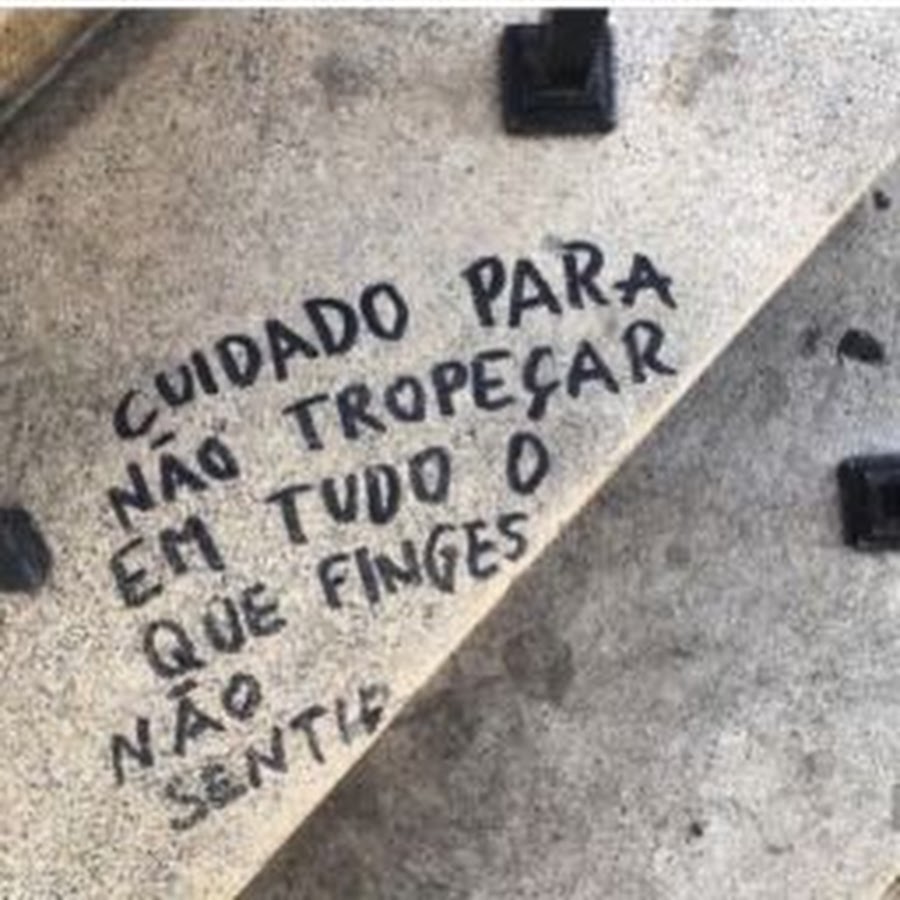 CUIDADO PARA
NÃO TROPEÇAR
EM TUDO O
QUE FINGES
NÃO
SENTIR